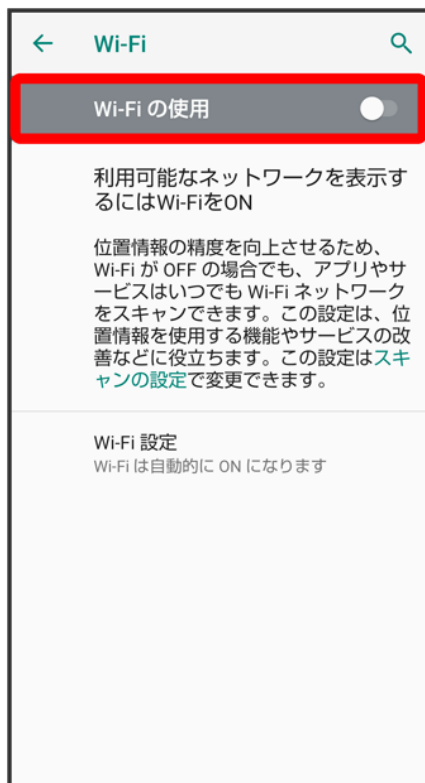 Wi-Fi
Wi-Fi の使用
利用可能なネットワークを表示す
るにはWi-FiをON
位置情報の精度を向上させるため、
Wi-Fi が OFF の場合でも、アプリやサ
ービスはいつでも Wi-Fi ネットワーク
をスキャンできます。この設定は、位
置情報を使用する機能やサービスの改
善などに役立ちます。この設定はスキ
ャンの設定で変更できます。
Wi-Fi 設定
Wi-Fi は自動的に ON になります